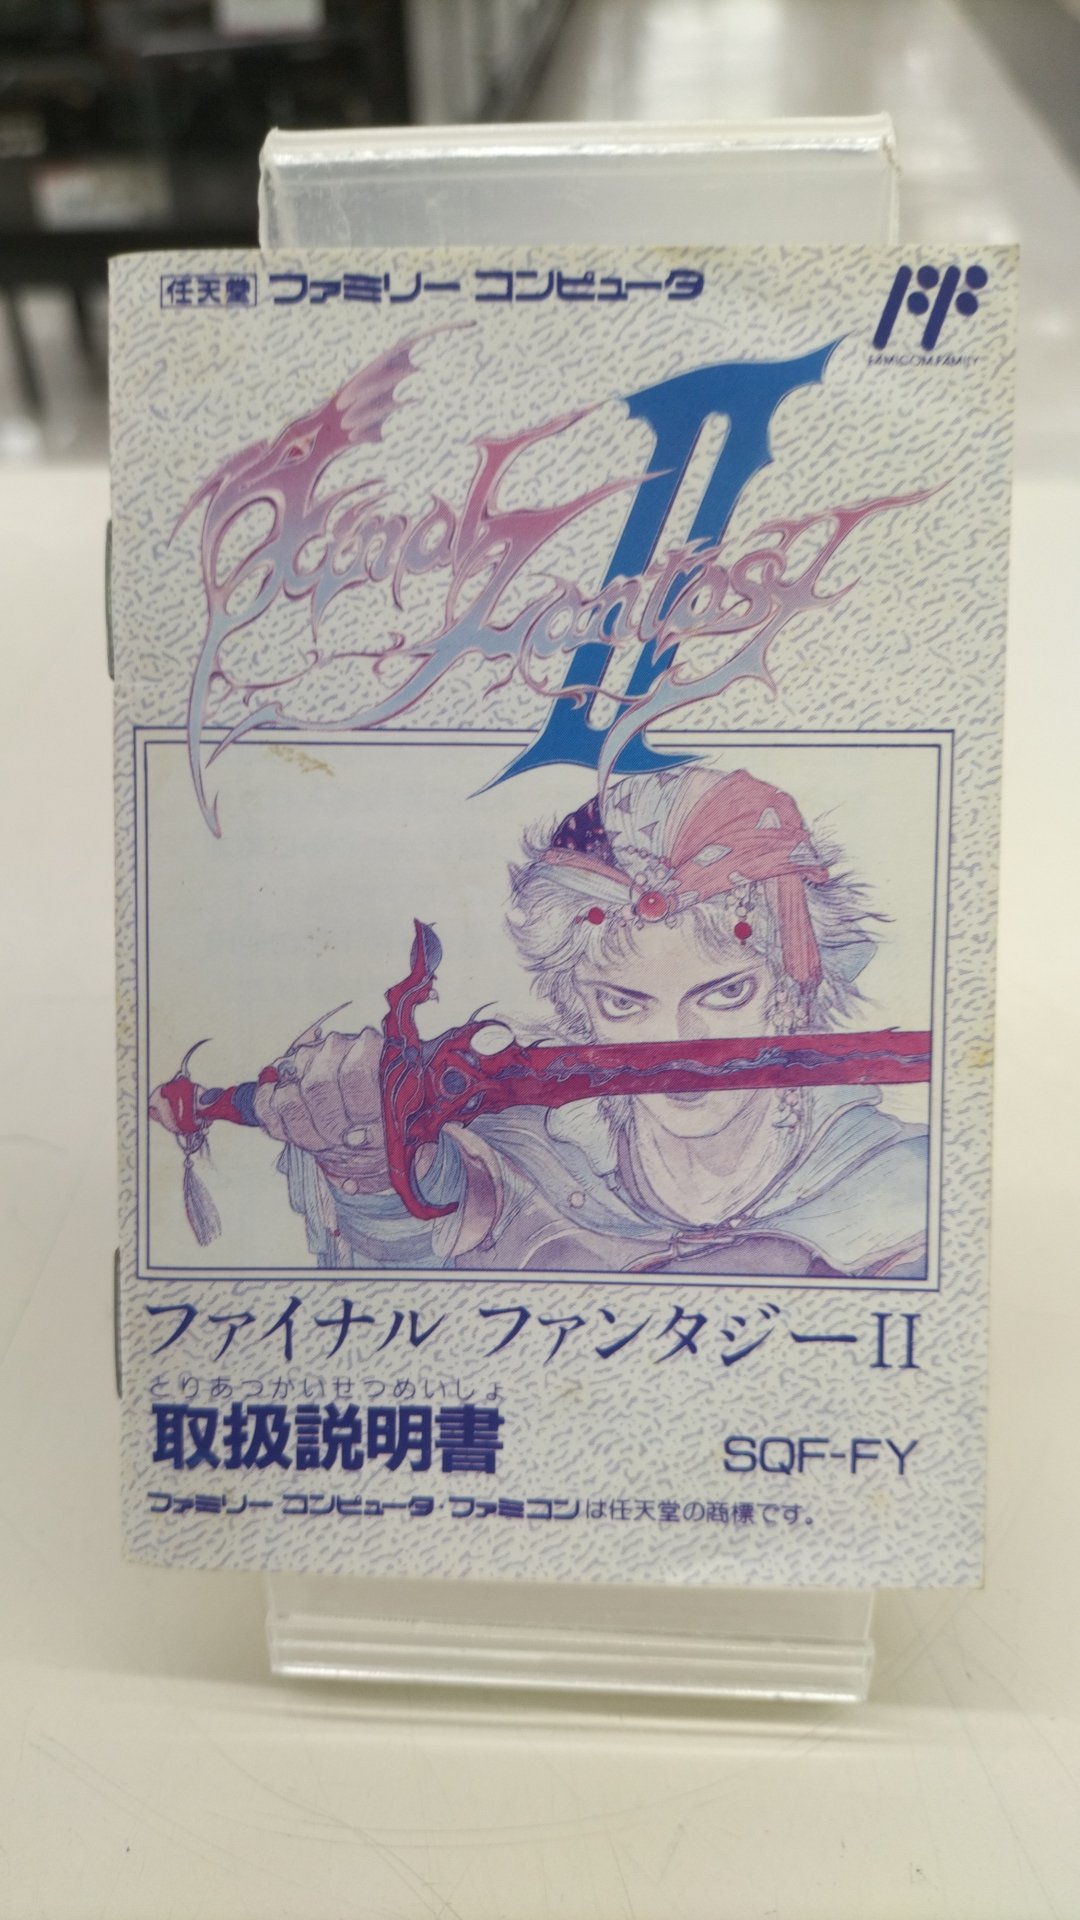 任天堂 ファミリー コンピュータ
FAMICOM FAMILY
Final Fantasy II
ファイナル ファンタジーII
とりあつかいせつめいしょ
取扱説明書
SQF-FY
ファミリー コンピュータ・ファミコンは任天堂の商標です。